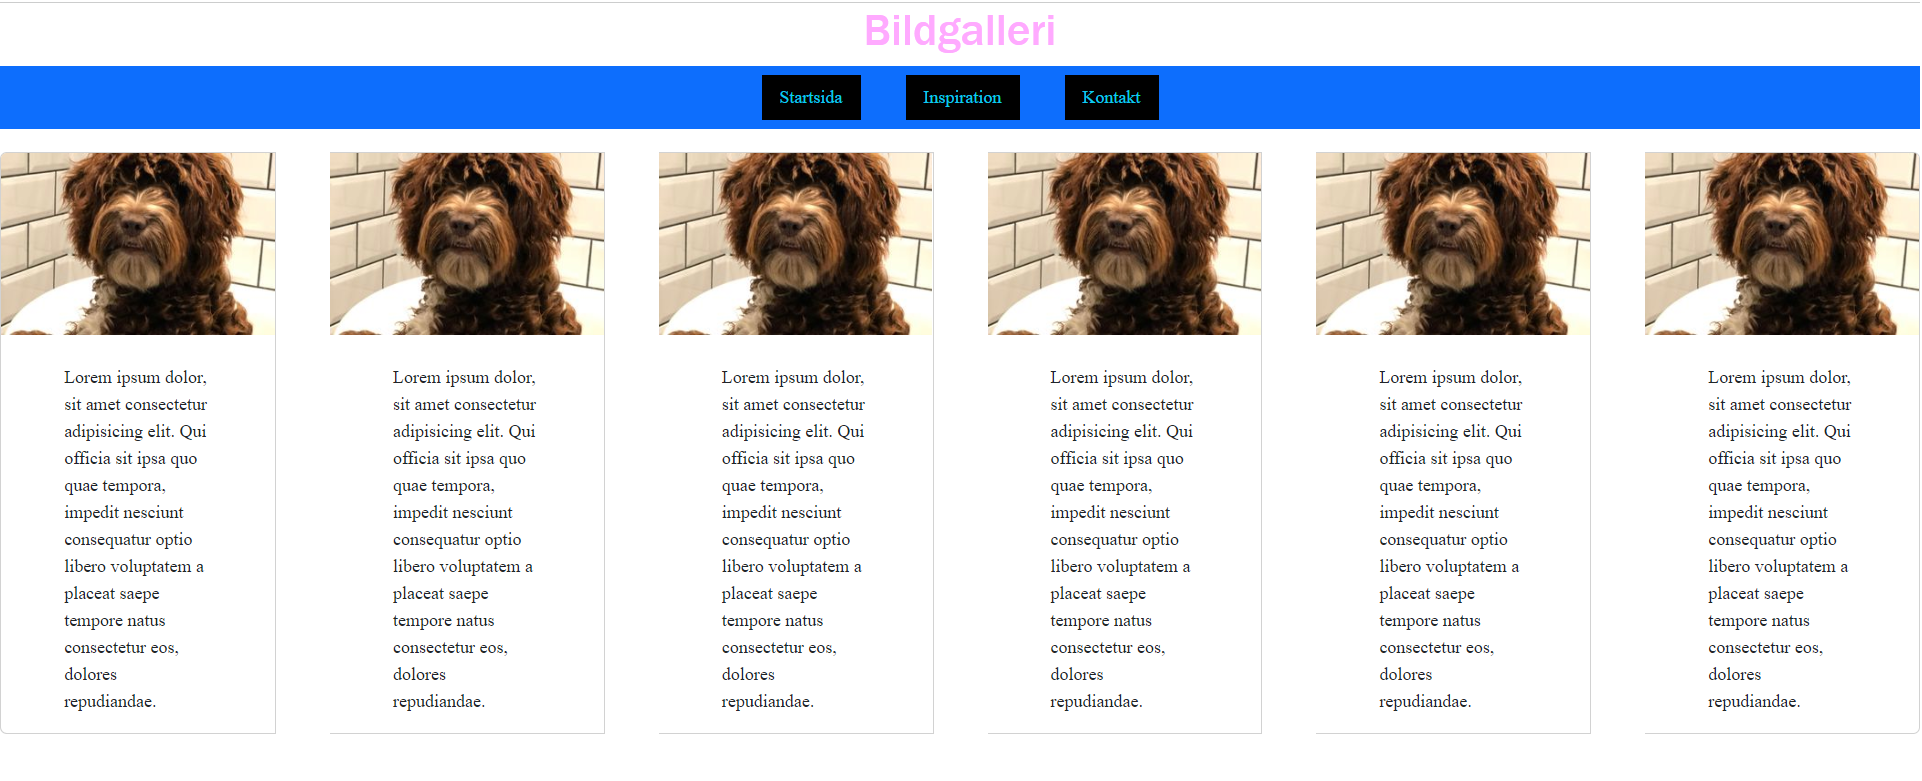 Bildgalleri
Startsida Inspiration Kontakt
Lorem ipsum dolor,
sit amet consectetur
adipisicing elit. Qui
officia sit ipsa quo
quae tempora,
impedit nesciunt
consequatur optio
libero voluptatem a
placeat saepe
tempore natus
consectetur eos,
dolores
repudiandae.
Lorem ipsum dolor,
sit amet consectetur
adipisicing elit. Qui
officia sit ipsa quo
quae tempora,
impedit nesciunt
consequatur optio
libero voluptatem a
placeat saepe
tempore natus
consectetur eos,
dolores
repudiandae.
Lorem ipsum dolor,
sit amet consectetur
adipisicing elit. Qui
officia sit ipsa quo
quae tempora,
impedit nesciunt
consequatur optio
libero voluptatem a
placeat saepe
tempore natus
consectetur eos,
dolores
repudiandae.
Lorem ipsum dolor,
sit amet consectetur
adipisicing elit. Qui
officia sit ipsa quo
quae tempora,
impedit nesciunt
consequatur optio
libero voluptatem a
placeat saepe
tempore natus
consectetur eos,
dolores
repudiandae.
Lorem ipsum dolor,
sit amet consectetur
adipisicing elit. Qui
officia sit ipsa quo
quae tempora,
impedit nesciunt
consequatur optio
libero voluptatem a
placeat saepe
tempore natus
consectetur eos,
dolores
repudiandae.
Lorem ipsum dolor,
sit amet consectetur
adipisicing elit. Qui
officia sit ipsa quo
quae tempora,
impedit nesciunt
consequatur optio
libero voluptatem a
placeat saepe
tempore natus
consectetur eos,
dolores
repudiandae.